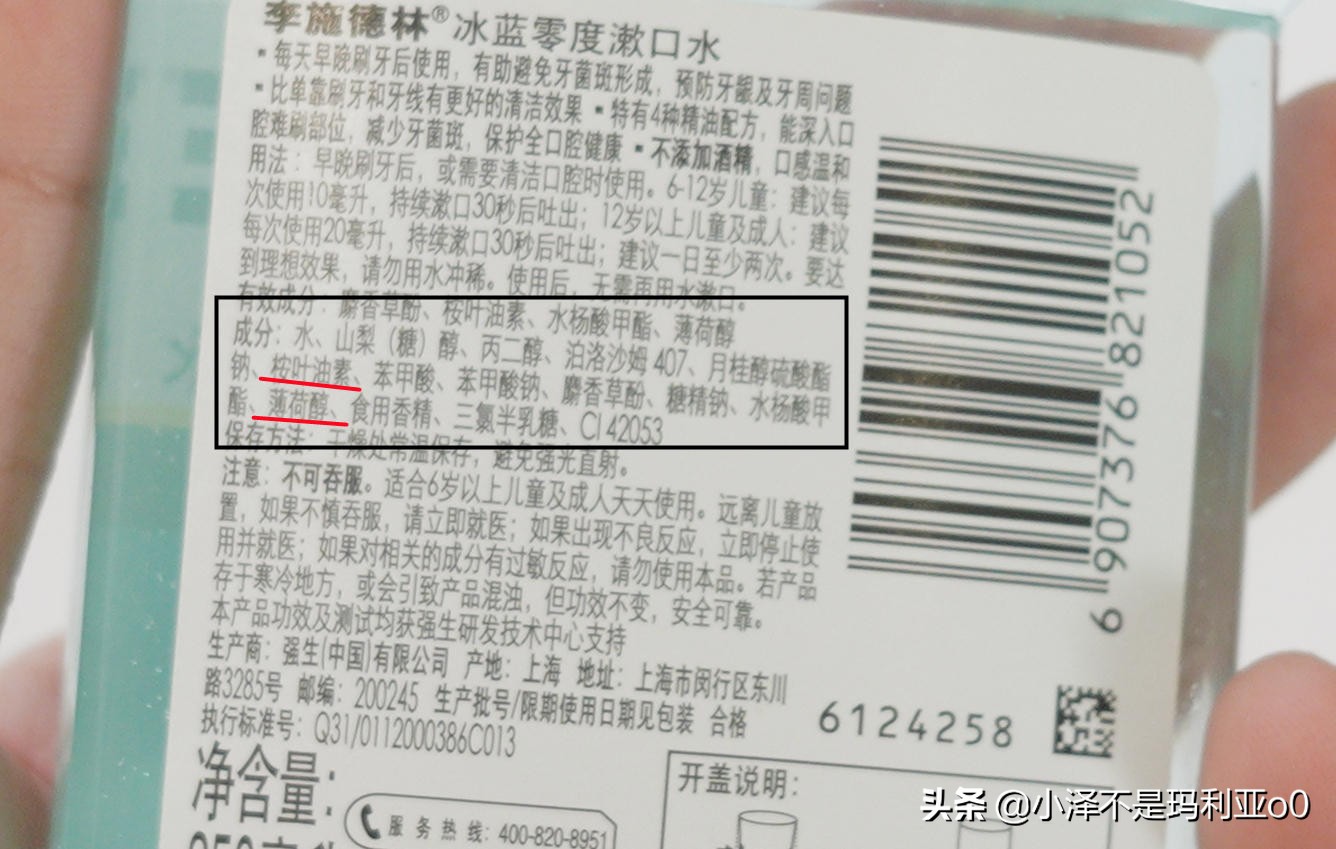 李施德林®冰蓝零度漱口水
▪每天早晚刷牙后使用，有助避免牙菌斑形成，预防牙龈及牙周问题
▪比单靠刷牙和牙线有更好的清洁效果 ▪特有4种精油配方，能深入口
腔难刷部位，减少牙菌斑，保护全口腔健康 ▪不添加酒精，口感温和
用法：早晚刷牙后，或需要清洁口腔时使用。6-12岁儿童：建议每
次使用10毫升，持续漱口30秒后吐出；12岁以上儿童及成人：建议
每次使用20毫升，持续漱口30秒后吐出；建议一日至少两次。要达
到理想效果，请勿用水冲稀。使用后，无需再用水漱口。
有效成分：麝香草酚、桉叶油素、水杨酸甲酯、薄荷醇
成分：水、山梨（糖）醇、丙二醇、泊洛沙姆 407、月桂醇硫酸酯
钠、桉叶油素、苯甲酸、苯甲酸钠、麝香草酚、糖精钠、水杨酸甲
酯、薄荷醇、食用香精、三氯半乳糖、CI 42053
保存方法：干燥处常温保存，避免强光直射。
注意：不可吞服。适合6岁以上儿童及成人天天使用。远离儿童放
置，如果不慎吞服，请立即就医；如果出现不良反应，立即停止使
用并就医；如果对相关的成分有过敏反应，请勿使用本品。若产品
存于寒冷地方，或会引致产品混浊，但功效不变，安全可靠。
本产品功效及测试均获强生研发技术中心支持
生产商：强生(中国)有限公司 产地：上海 地址：上海市闵行区东川
路3285号 邮编：200245 生产批号/限期使用日期见包装 合格
执行标准号：Q31/0112000386C013
净含量：
服务热线：400-820-8951
6 907376 821052
6124258
开盖说明：
头条 @小泽不是玛利亚o0